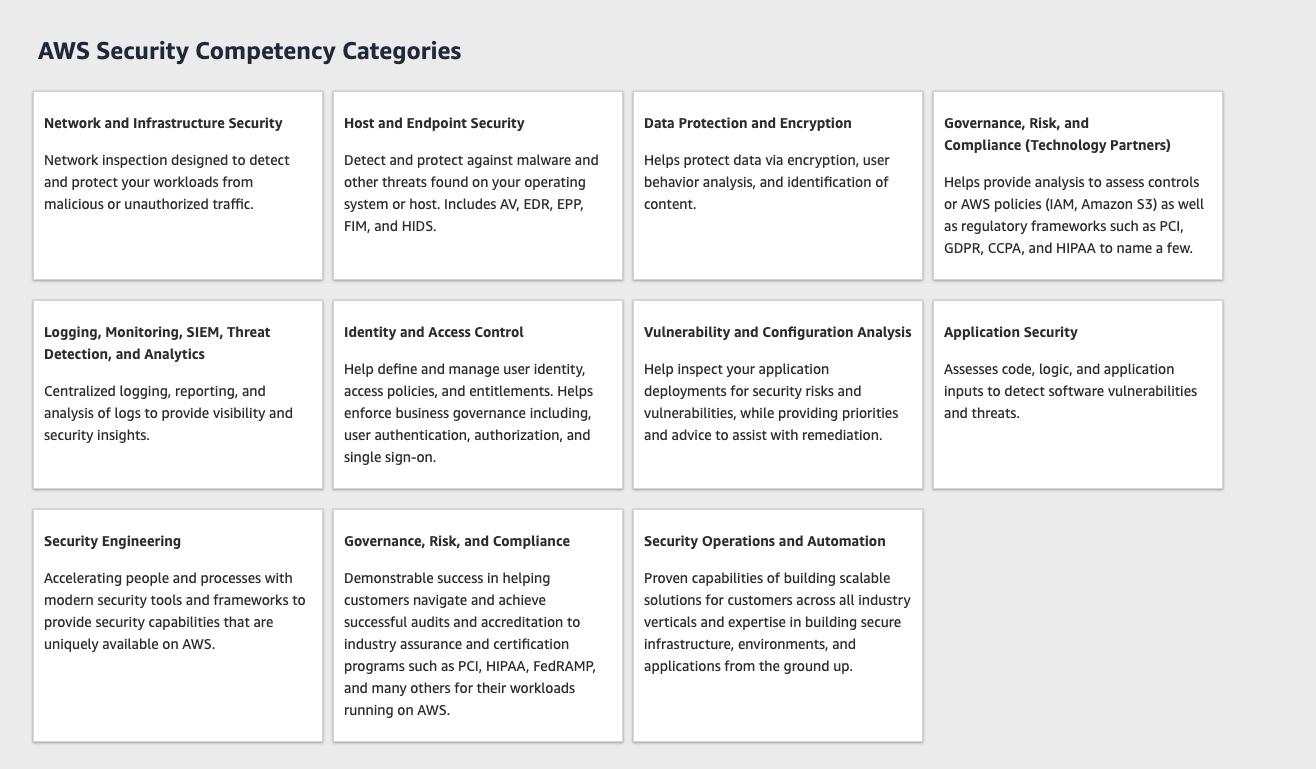 AWS Security Competency Categories
Network and Infrastructure Security
Network inspection designed to detect
and protect your workloads from
malicious or unauthorized traffic.
Host and Endpoint Security
Detect and protect against malware and
other threats found on your operating
system or host. Includes AV, EDR, EPP,
FIM, and HIDS.
Data Protection and Encryption
Helps protect data via encryption, user
behavior analysis, and identification of
content.
Governance, Risk, and
Compliance (Technology Partners)
Helps provide analysis to assess controls
or AWS policies (IAM, Amazon S3) as well
as regulatory frameworks such as PCI,
GDPR, CCPA, and HIPAA to name a few.
Logging, Monitoring, SIEM, Threat
Detection, and Analytics
Centralized logging, reporting, and
analysis of logs to provide visibility and
security insights.
Identity and Access Control
Help define and manage user identity,
access policies, and entitlements. Helps
enforce business governance including,
user authentication, authorization, and
single sign-on.
Vulnerability and Configuration Analysis
Help inspect your application
deployments for security risks and
vulnerabilities, while providing priorities
and advice to assist with remediation.
Application Security
Assesses code, logic, and application
inputs to detect software vulnerabilities
and threats.
Security Engineering
Accelerating people and processes with
modern security tools and frameworks to
provide security capabilities that are
uniquely available on AWS.
Governance, Risk, and Compliance
Demonstrable success in helping
customers navigate and achieve
successful audits and accreditation to
industry assurance and certification
programs such as PCI, HIPAA, FedRAMP,
and many others for their workloads
running on AWS.
Security Operations and Automation
Proven capabilities of building scalable
solutions for customers across all industry
verticals and expertise in building secure
infrastructure, environments, and
applications from the ground up.